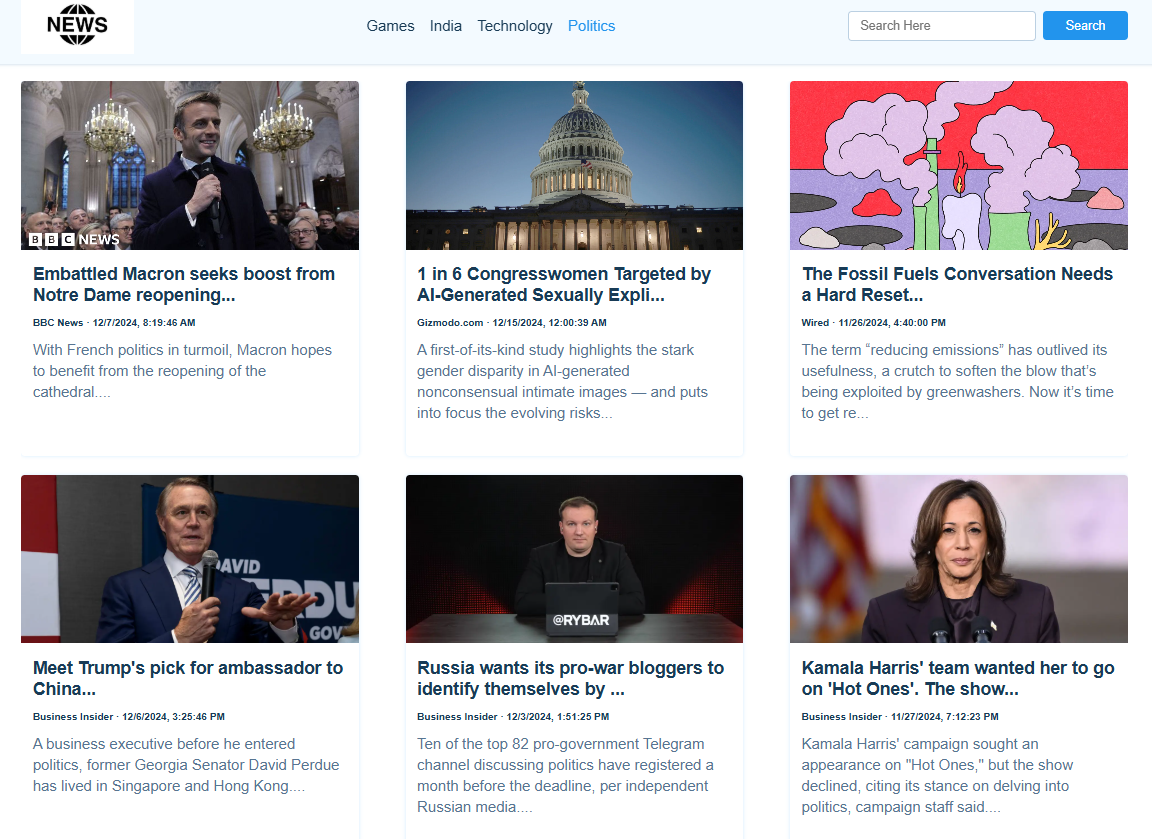 NEWS
Games India Technology Politics
Search Here
Search
BBC NEWS
Embattled Macron seeks boost from
Notre Dame reopening...
BBC News · 12/7/2024, 8:19:46 AM
With French politics in turmoil, Macron hopes
to benefit from the reopening of the
cathedral....
1 in 6 Congresswomen Targeted by
AI-Generated Sexually Expli...
Gizmodo.com · 12/15/2024, 12:00:39 AM
A first-of-its-kind study highlights the stark
gender disparity in AI-generated
nonconsensual intimate images — and puts
into focus the evolving risks...
The Fossil Fuels Conversation Needs
a Hard Reset...
Wired · 11/26/2024, 4:40:00 PM
The term “reducing emissions” has outlived its
usefulness, a crutch to soften the blow that’s
being exploited by greenwashers. Now it’s time
to get re...
DAVID
ERDU
GOV
Meet Trump's pick for ambassador to
China...
Business Insider · 12/6/2024, 3:25:46 PM
A business executive before he entered
politics, former Georgia Senator David Perdue
has lived in Singapore and Hong Kong....
@RYBAR
Russia wants its pro-war bloggers to
identify themselves by ...
Business Insider · 12/3/2024, 1:51:25 PM
Ten of the top 82 pro-government Telegram
channel discussing politics have registered a
month before the deadline, per independent
Russian media....
Kamala Harris' team wanted her to go
on 'Hot Ones'. The show...
Business Insider · 11/27/2024, 7:12:23 PM
Kamala Harris' campaign sought an
appearance on "Hot Ones," but the show
declined, citing its stance on delving into
politics, campaign staff said....